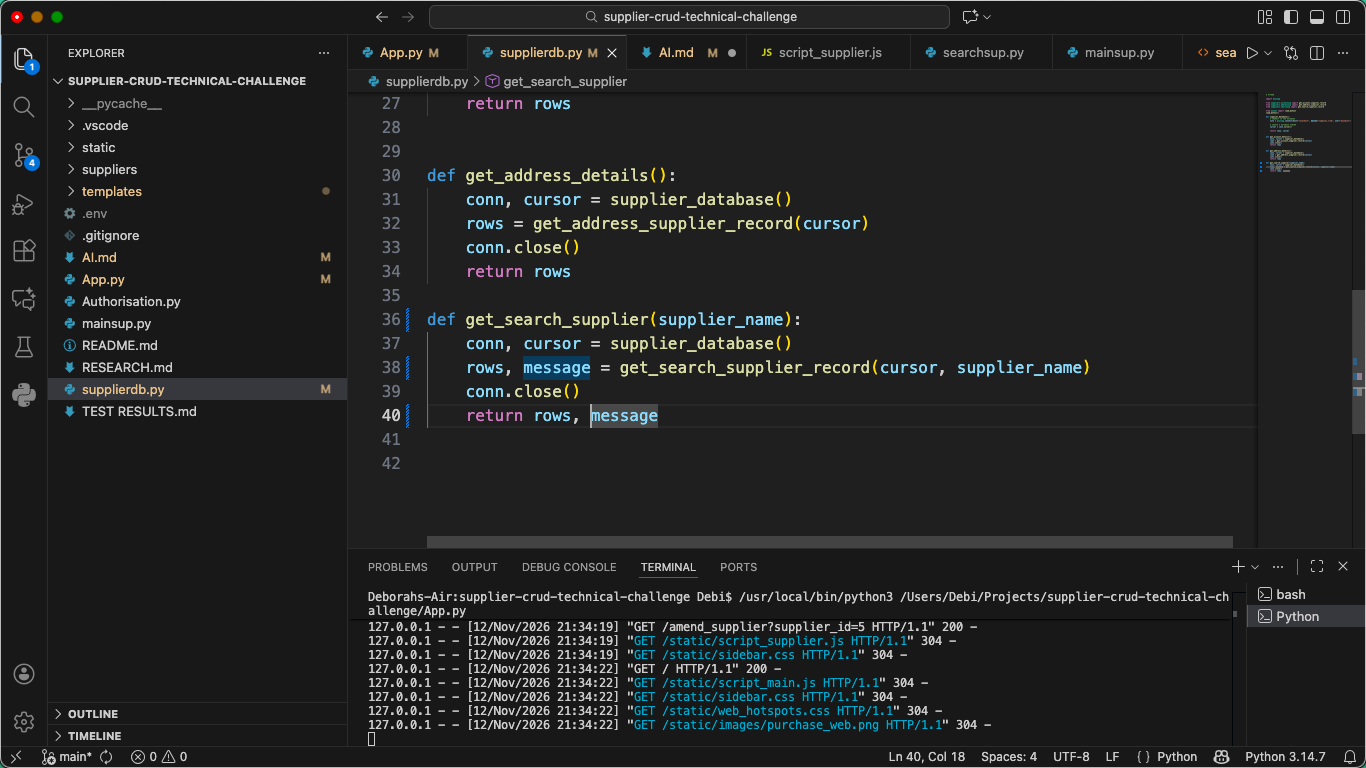 supplier-crud-technical-challenge
EXPLORER
SUPPLIER-CRUD-TECHNICAL-CHALLENGE
__pycache__
.vscode
static
suppliers
templates
.env
.gitignore
AI.md M
App.py M
Authorisation.py
mainsup.py
README.md
RESEARCH.md
supplierdb.py M
TEST RESULTS.md
OUTLINE
TIMELINE
1
4
App.py M
supplierdb.py M
AI.md M
JS script_supplier.js
searchsup.py
mainsup.py
sea
supplierdb.py > get_search_supplier
27 return rows
28
29
30 def get_address_details():
31 conn, cursor = supplier_database()
32 rows = get_address_supplier_record(cursor)
33 conn.close()
34 return rows
35
36 def get_search_supplier(supplier_name):
37 conn, cursor = supplier_database()
38 rows, message = get_search_supplier_record(cursor, supplier_name)
39 conn.close()
40 return rows, message
41
42
PROBLEMS OUTPUT DEBUG CONSOLE TERMINAL PORTS
Deborahs-Air:supplier-crud-technical-challenge Debi$ /usr/local/bin/python3 /Users/Debi/Projects/supplier-crud-technical-ch
allenge/App.py
127.0.0.1 - - [12/Nov/2026 21:34:19] "GET /amend_supplier?supplier_id=5 HTTP/1.1" 200 -
127.0.0.1 - - [12/Nov/2026 21:34:19] "GET /static/script_supplier.js HTTP/1.1" 304 -
127.0.0.1 - - [12/Nov/2026 21:34:19] "GET /static/sidebar.css HTTP/1.1" 304 -
127.0.0.1 - - [12/Nov/2026 21:34:22] "GET / HTTP/1.1" 200 -
127.0.0.1 - - [12/Nov/2026 21:34:22] "GET /static/script_main.js HTTP/1.1" 304 -
127.0.0.1 - - [12/Nov/2026 21:34:22] "GET /static/sidebar.css HTTP/1.1" 304 -
127.0.0.1 - - [12/Nov/2026 21:34:22] "GET /static/web_hotspots.css HTTP/1.1" 304 -
127.0.0.1 - - [12/Nov/2026 21:34:22] "GET /static/images/purchase_web.png HTTP/1.1" 304 -
bash
Python
main* 0 0 Ln 40, Col 18 Spaces: 4 UTF-8 LF { } Python Python 3.14.7